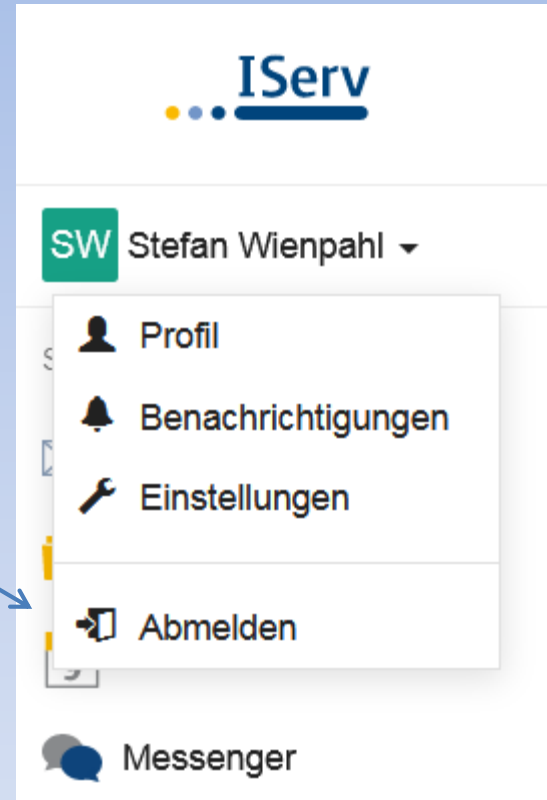 IServ
SW Stefan Wienpahl
Profil
Benachrichtigungen
Einstellungen
Abmelden
Messenger